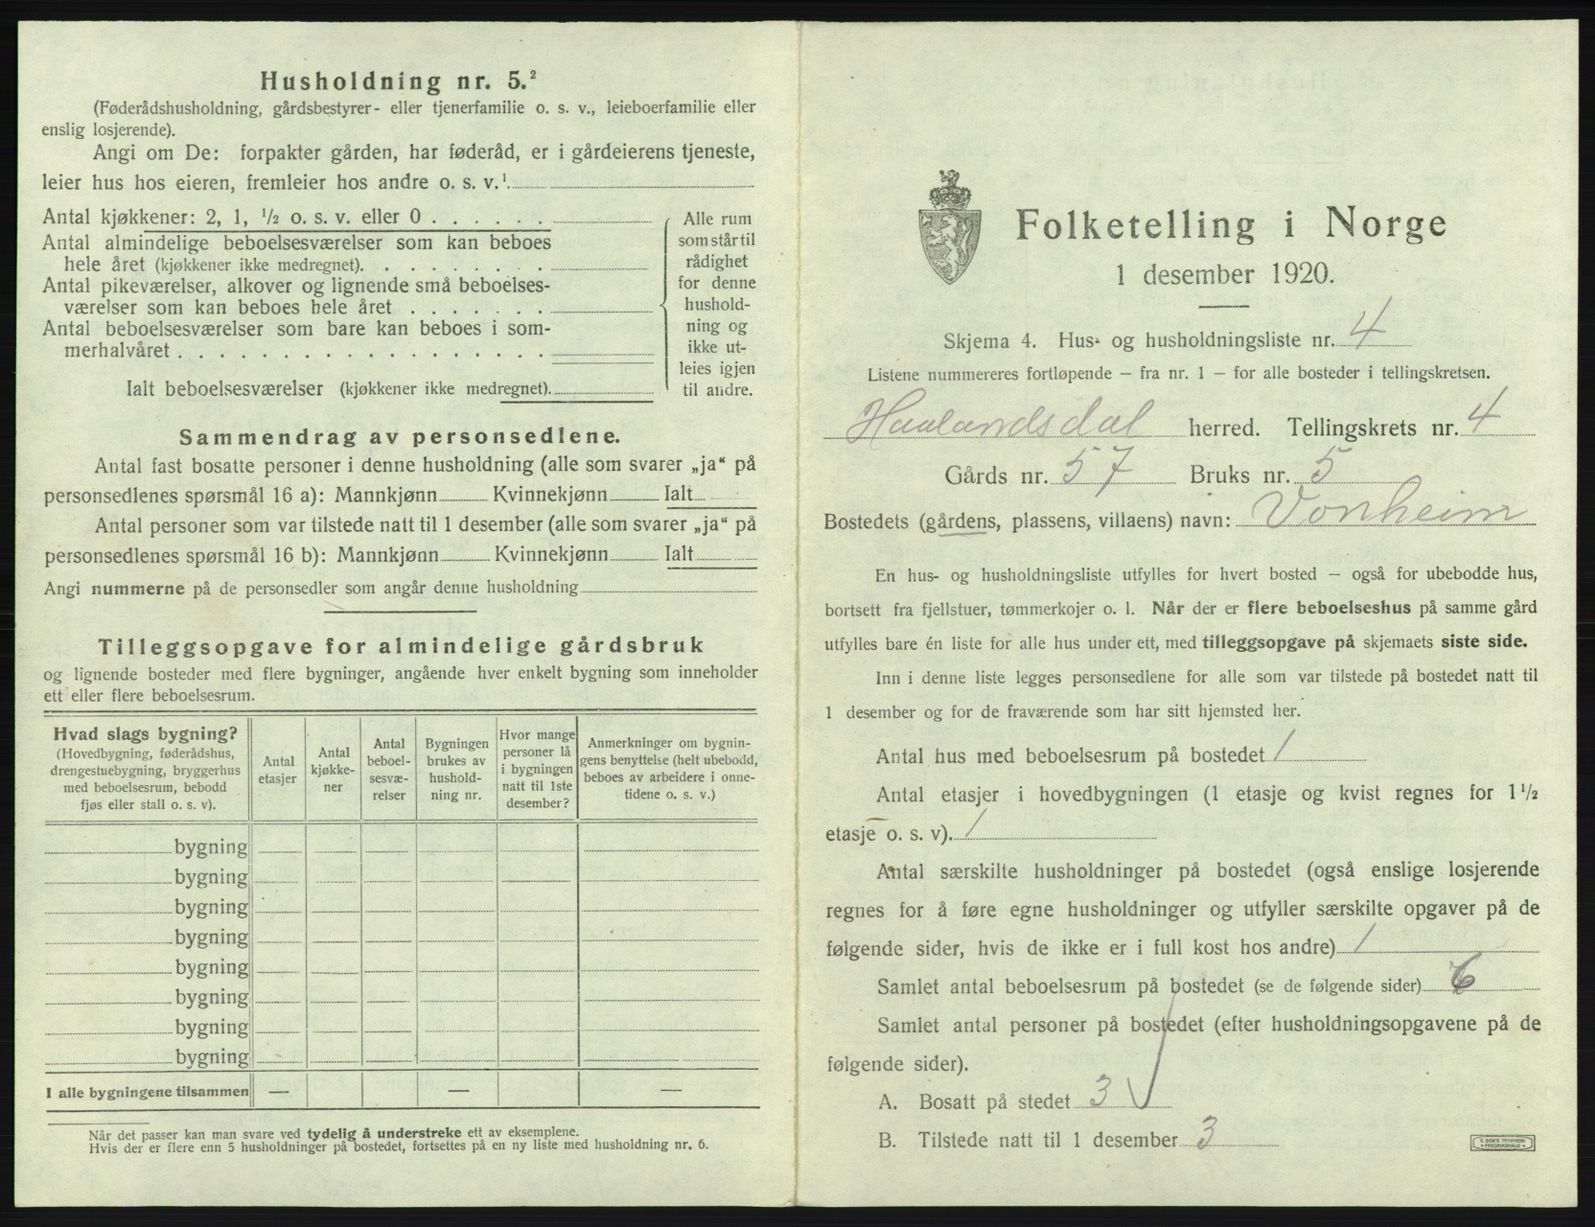 Husholdning nr. 5.²
(Føderådshusholdning, gårdsbestyrer- eller tjenerfamilie o. s. v., leieboerfamilie eller
enslig losjerende).
Angi om De: forpakter gården, har føderåd, er i gårdeierens tjeneste,
leier hus hos eieren, fremleier hos andre o. s. v.¹
Antal kjøkkener: 2, 1, ½ o. s. v. eller 0
Antal almindelige beboelsesværelser som kan beboes
hele året (kjøkkener ikke medregnet).
Antal pikeværelser, alkover og lignende små beboelses-
værelser som kan beboes hele året
Antal beboelsesværelser som bare kan beboes i som-
merhalvåret
Ialt beboelsesværelser (kjøkkener ikke medregnet).
Alle rum
som står til
rådighet
for denne
hushold-
ning og
ikke ut-
leies igjen
til andre.
Sammendrag av personsedlene.
Antal fast bosatte personer i denne husholdning (alle som svarer „ja“ på
personsedlenes spørsmål 16 a): Mannkjønn Kvinnekjønn Ialt
Antal personer som var tilstede natt til 1 desember (alle som svarer „ja“ på
personsedlenes spørsmål 16 b): Mannkjønn Kvinnekjønn Ialt
Angi nummerne på de personsedler som angår denne husholdning
Tilleggsopgave for almindelige gårdsbruk
og lignende bosteder med flere bygninger, angående hver enkelt bygning som inneholder
ett eller flere beboelsesrum.
Hvad slags bygning?
(Hovedbygning, føderådshus,
drengestuebygning, bryggerhus
med beboelsesrum, bebodd
fjøs eller stall o. s. v).
Antal
etasjer
Antal
kjøkke-
ner
Antal
beboel-
sesvæ-
relser
Bygningen
brukes av
hushold-
ning nr.
Hvor mange
personer lå
i bygningen
natt til 1ste
desember?
Anmerkninger om bygnin-
gens benyttelse (helt ubebodd,
beboes av arbeidere i onne-
tidene o. s. v.)
bygning
bygning
bygning
bygning
bygning
bygning
bygning
bygning
I alle bygningene tilsammen — — —
Når det passer kan man svare ved tydelig å understreke ett av eksemplene.
Hvis der er flere enn 5 husholdninger på bostedet, fortsettes på en ny liste med husholdning nr. 6.
Folketelling i Norge
1 desember 1920.
Skjema 4. Hus- og husholdningsliste nr. 4
Listene nummereres fortløpende — fra nr. 1 — for alle bosteder i tellingskretsen.
Haalandsdal herred. Tellingskrets nr. 4
Gårds nr. 57 Bruks nr. 5
Bostedets (gårdens, plassens, villaens) navn: Vonheim
En hus- og husholdningsliste utfylles for hvert bosted — også for ubebodde hus,
bortsett fra fjellstuer, tømmerkojer o. l. Når der er flere beboelseshus på samme gård
utfylles bare én liste for alle hus under ett, med tilleggsopgave på skjemaets siste side.
Inn i denne liste legges personsedlene for alle som var tilstede på bostedet natt til
1 desember og for de fraværende som har sitt hjemsted her.
Antal hus med beboelsesrum på bostedet 1
Antal etasjer i hovedbygningen (1 etasje og kvist regnes for 1½
etasje o. s. v). 1
Antal særskilte husholdninger på bostedet (også enslige losjerende
regnes for å føre egne husholdninger og utfyller særskilte opgaver på de
følgende sider, hvis de ikke er i full kost hos andre) 1
Samlet antal beboelsesrum på bostedet (se de følgende sider) 6
Samlet antal personer på bostedet (efter husholdningsopgavene på de
følgende sider).
A. Bosatt på stedet 3
B. Tilstede natt til 1 desember 3